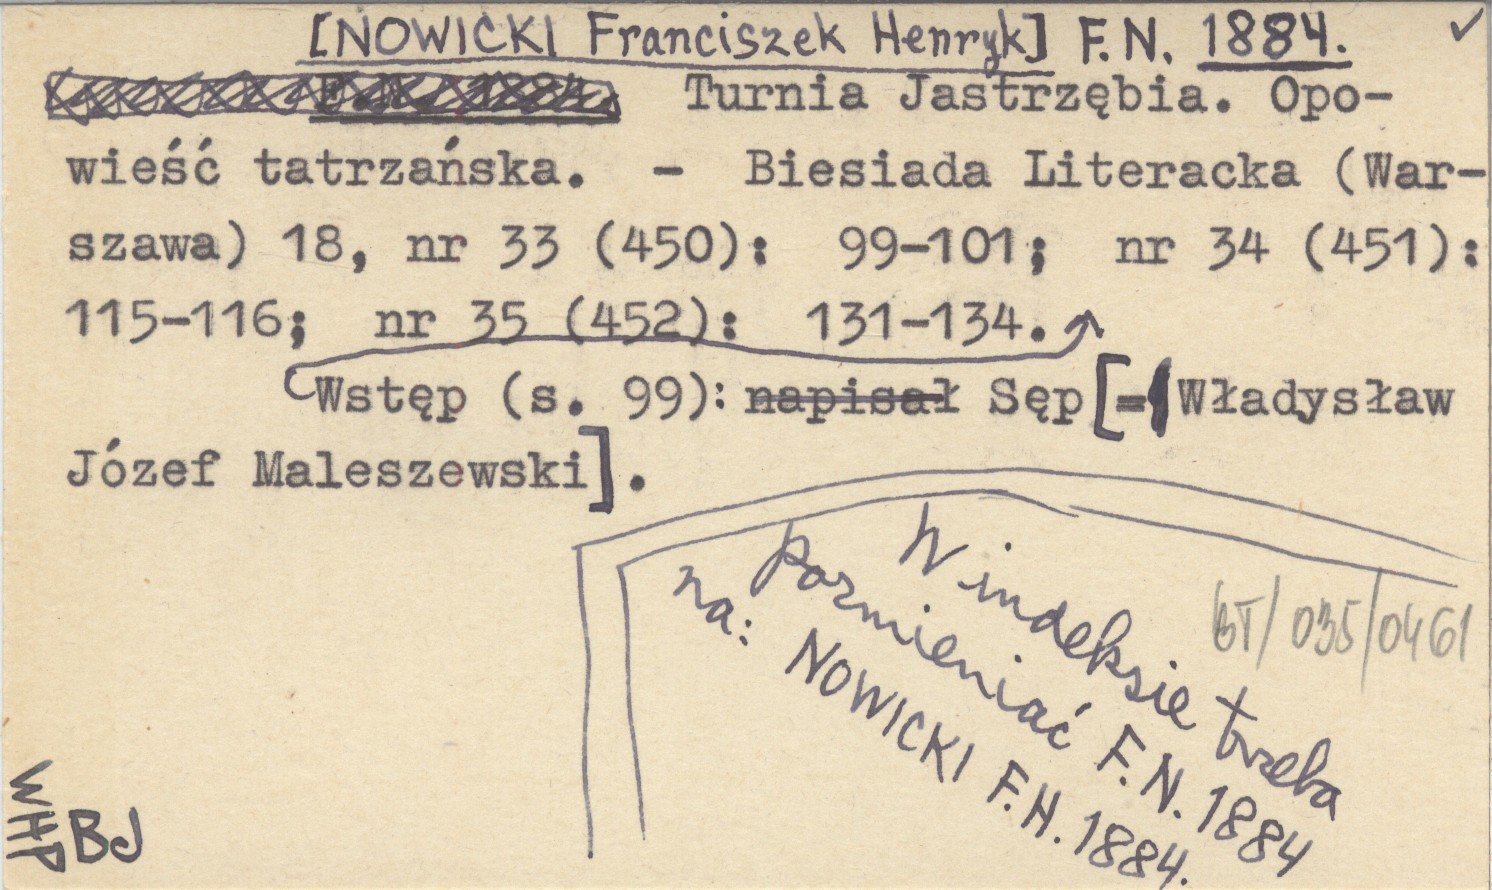 [NOWICKI Franciszek Henryk] F.N. 1884. ✓
F.N. 1884. Turnia Jastrzębia. Opo-
wieść tatrzańska. - Biesiada Literacka (War-
szawa) 18, nr 33 (450): 99-101; nr 34 (451):
115-116; nr 35 (452): 131-134.
Wstęp (s. 99): napisał Sęp [= Władysław
Józef Maleszewski].
W indeksie trzeba
pozmieniać F.N. 1884
na: NOWICKI F.H. 1884.
BT/035/0461
WHP
BJ